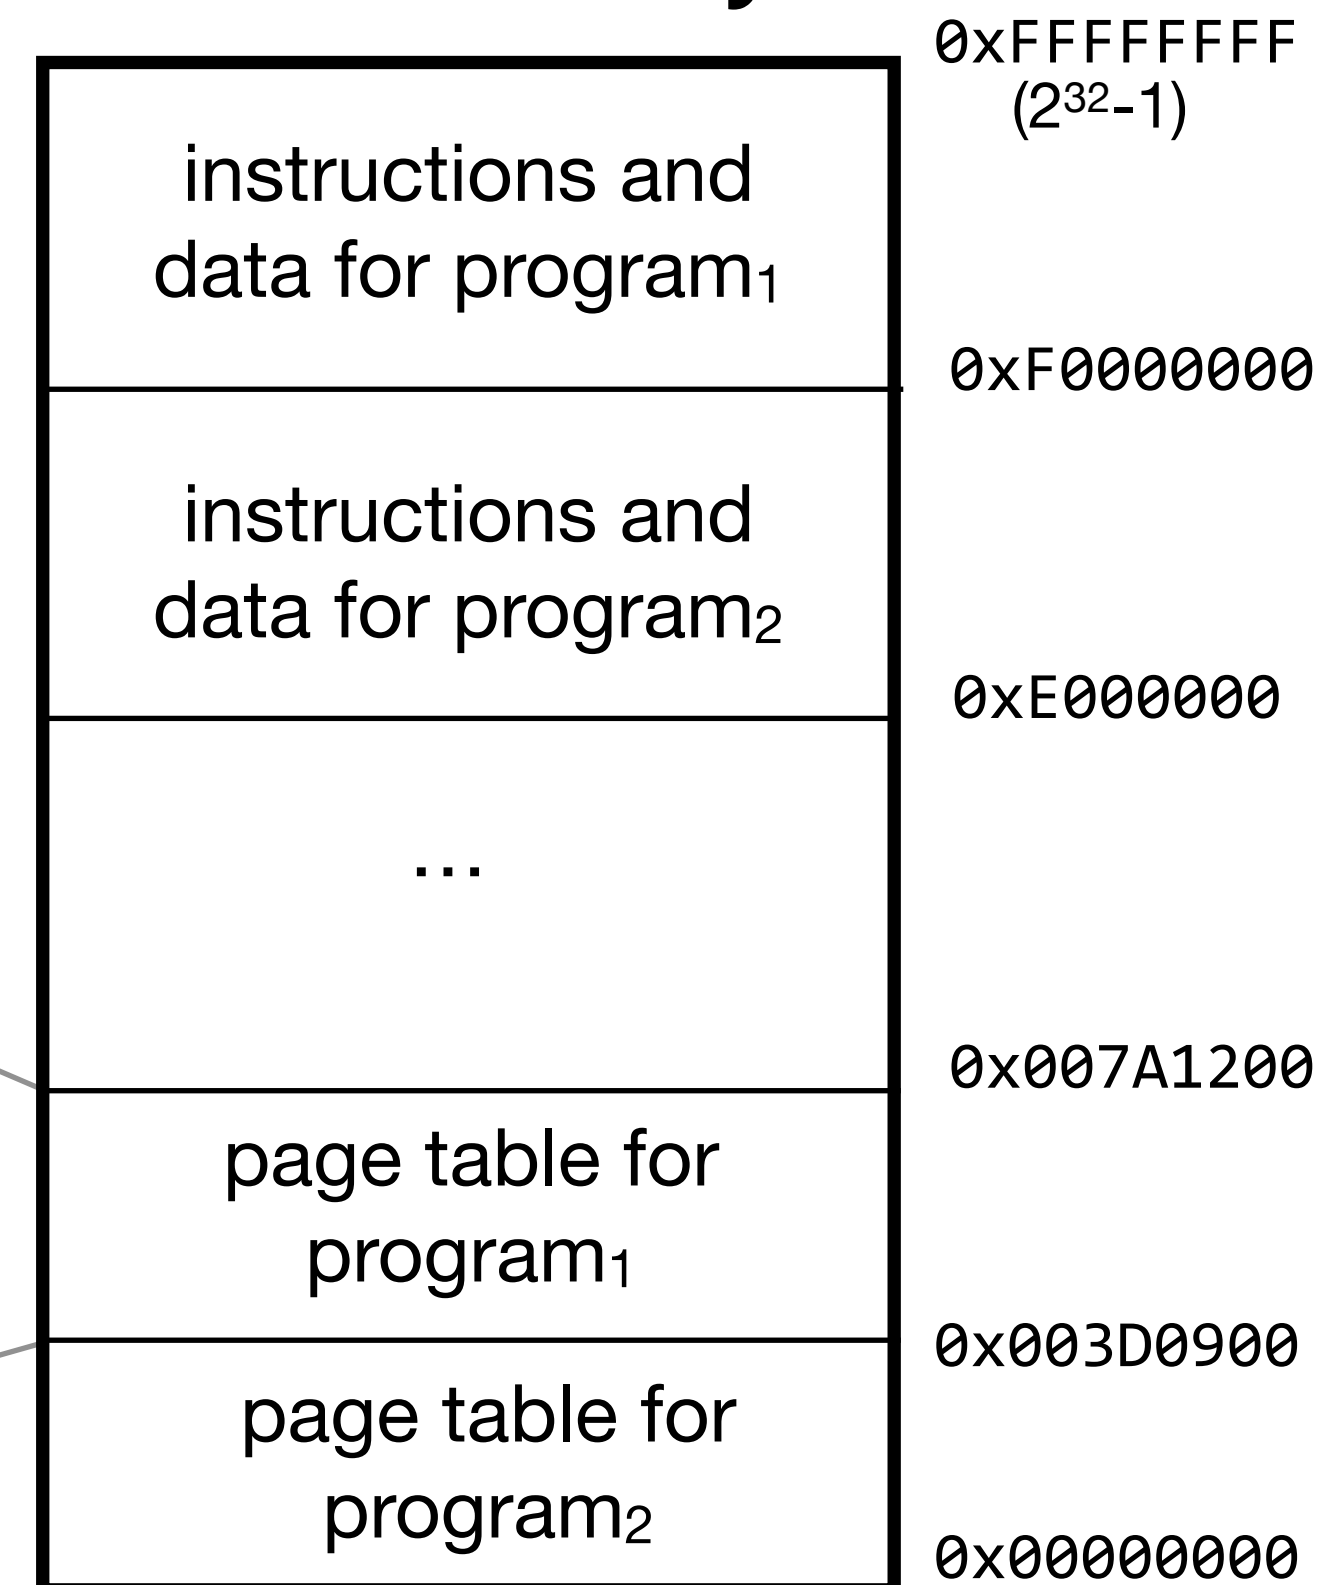 0xFFFFFFFF
(2³²-1)
instructions and
data for program₁
0xF0000000
instructions and
data for program₂
0xE000000
...
0x007A1200
page table for
program₁
0x003D0900
page table for
program₂
0x00000000